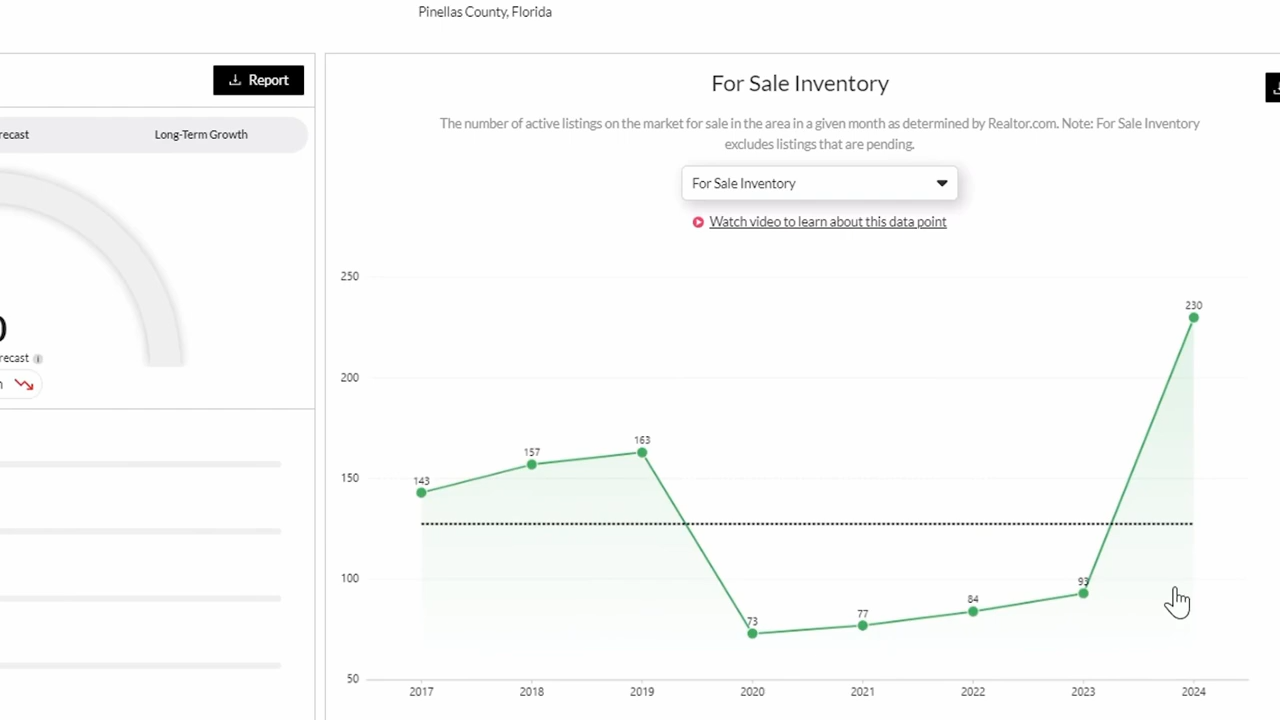 Pinellas County, Florida
Report
Long-Term Growth
For Sale Inventory
The number of active listings on the market for sale in the area in a given month as determined by Realtor.com. Note: For Sale Inventory
excludes listings that are pending.
For Sale Inventory
Watch video to learn about this data point
250
200
150
100
50
143
157
163
73
77
84
93
230
2017
2018
2019
2020
2021
2022
2023
2024